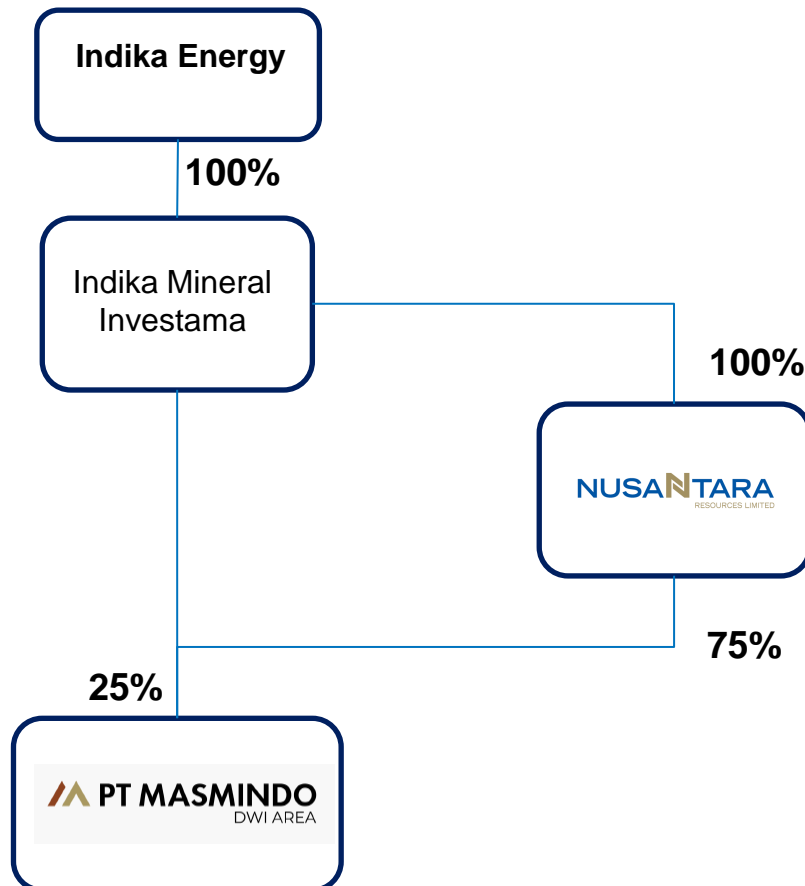 Indika Energy
100%
Indika Mineral
Investama
100%
NUSANTARA
RESOURCES LIMITED
75%
25%
PT MASMINDO
DWI AREA